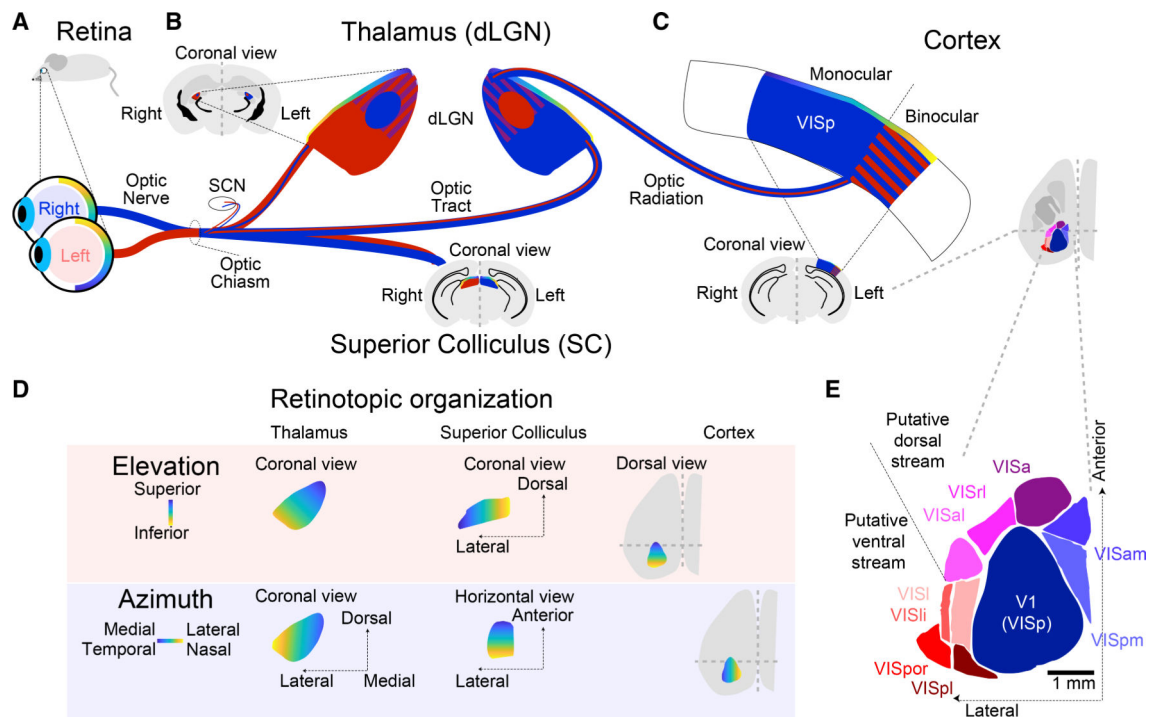 A
Retina
B
Coronal view
Right
Left
Thalamus (dLGN)
dLGN
C
Cortex
Monocular
Binocular
VISp
Optic
Nerve
SCN
Optic
Tract
Optic
Radiation
Right
Left
Optic
Chiasm
Coronal view
Right
Left
Superior Colliculus (SC)
Coronal view
Right
Left
D
Retinotopic organization
Thalamus
Superior Colliculus
Cortex
Elevation
Superior
Inferior
Coronal view
Coronal view
Dorsal
Lateral
Dorsal view
Azimuth
Medial
Temporal
Lateral
Nasal
Coronal view
Dorsal
Lateral
Medial
Horizontal view
Anterior
Lateral
E
Putative
dorsal
stream
Putative
ventral
stream
VISa
VISrl
VISal
VISam
VISl
VISli
V1
(VISp)
VISpm
VISpor
VISpl
1 mm
Anterior
Lateral